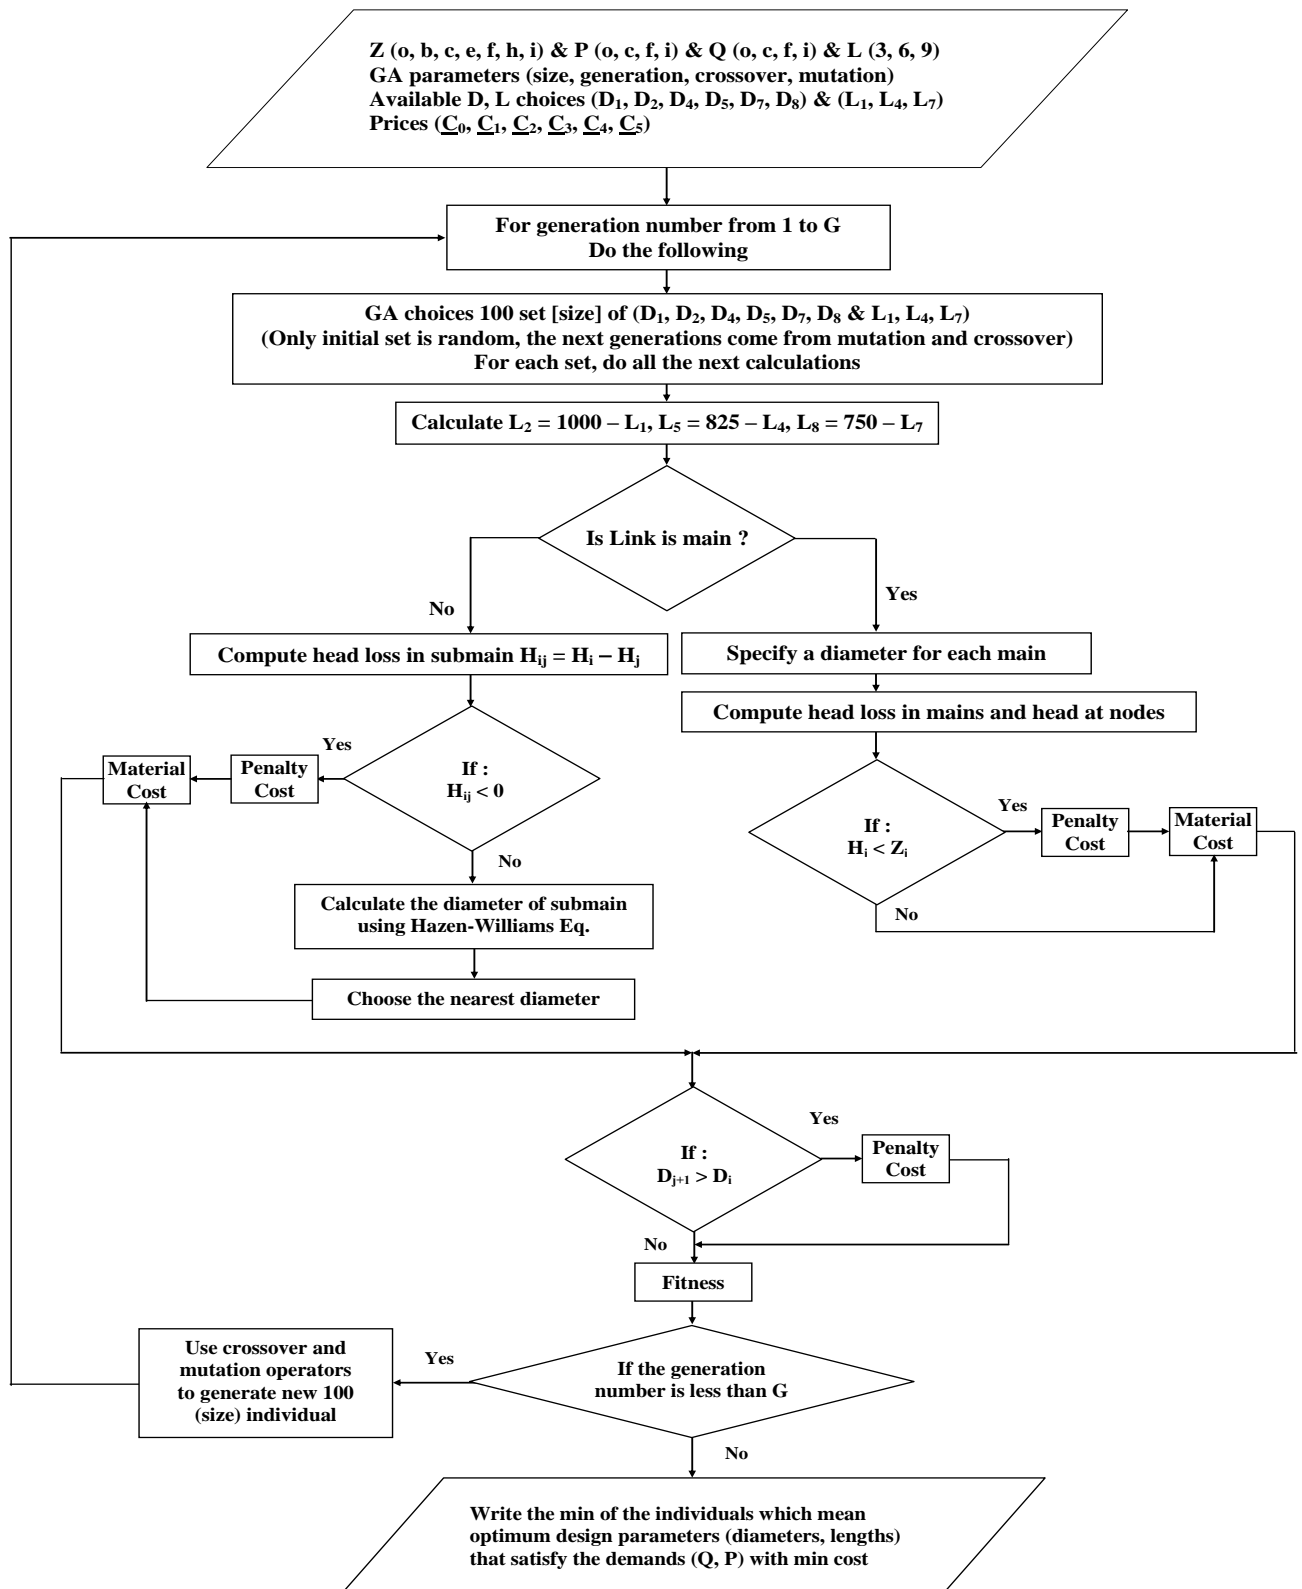 Z (o, b, c, e, f, h, i) & P (o, c, f, i) & Q (o, c, f, i) & L (3, 6, 9)
GA parameters (size, generation, crossover, mutation)
Available D, L choices (D₁, D₂, D₄, D₅, D₇, D₈) & (L₁, L₄, L₇)
Prices (C₀, C₁, C₂, C₃, C₄, C₅)
For generation number from 1 to G
Do the following
GA choices 100 set [size] of (D₁, D₂, D₄, D₅, D₇, D₈ & L₁, L₄, L₇)
(Only initial set is random, the next generations come from mutation and crossover)
For each set, do all the next calculations
Calculate L₂ = 1000 – L₁, L₅ = 825 – L₄, L₈ = 750 – L₇
Is Link is main ?
No
Yes
Compute head loss in submain Hᵢⱼ = Hᵢ – Hⱼ
Specify a diameter for each main
Compute head loss in mains and head at nodes
Yes
Material
Cost
Penalty
Cost
If :
Hᵢⱼ < 0
No
Calculate the diameter of submain
using Hazen-Williams Eq.
Choose the nearest diameter
If :
Hᵢ < Zᵢ
Yes
Penalty
Cost
Material
Cost
No
If :
Dⱼ₊₁ > Dᵢ
Yes
Penalty
Cost
No
Fitness
If the generation
number is less than G
Yes
Use crossover and
mutation operators
to generate new 100
(size) individual
No
Write the min of the individuals which mean
optimum design parameters (diameters, lengths)
that satisfy the demands (Q, P) with min cost